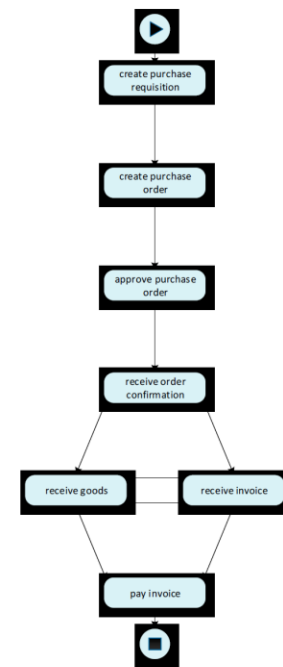 create purchase
requisition
create purchase
order
approve purchase
order
receive order
confirmation
receive goods
receive invoice
pay invoice